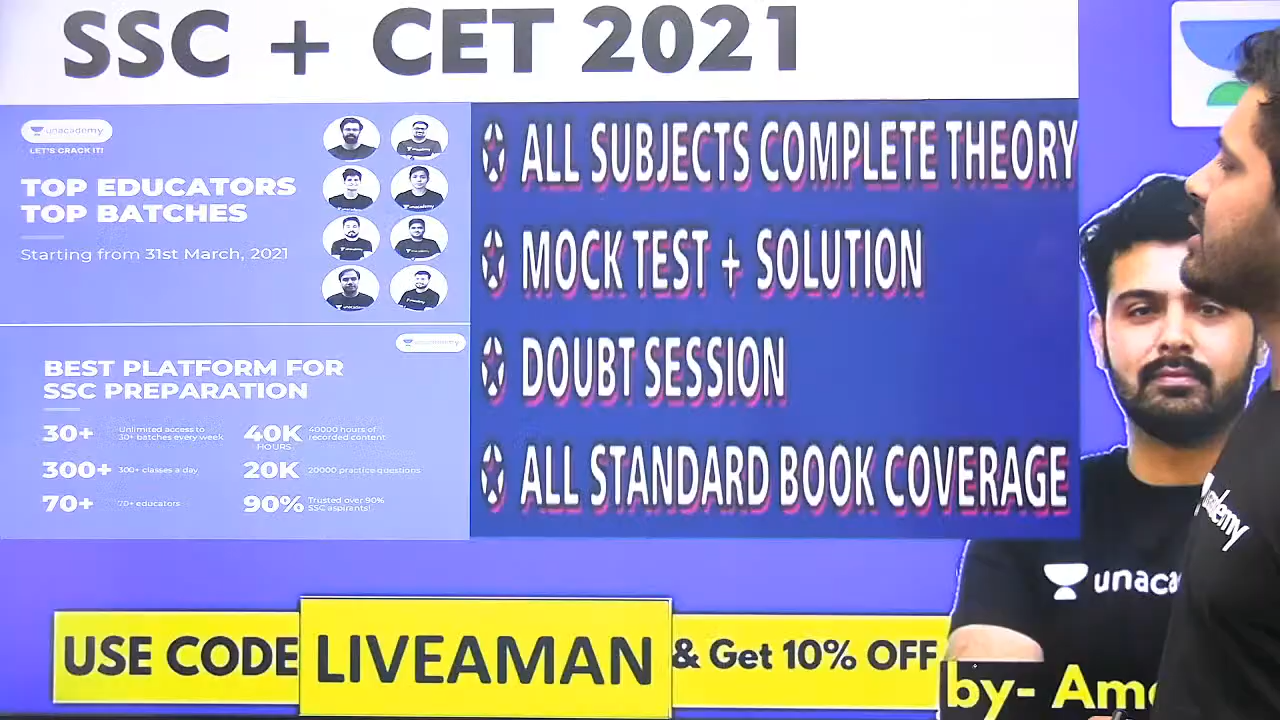 SSC + CET 2021
unacademy
LET'S CRACK IT!
TOP EDUCATORS
TOP BATCHES
Starting from 31st March, 2021
ALL SUBJECTS COMPLETE THEORY
MOCK TEST + SOLUTION
DOUBT SESSION
ALL STANDARD BOOK COVERAGE
unacademy
BEST PLATFORM FOR
SSC PREPARATION
30+ Unlimited access to
30+ batches every week
40K HOURS 40000 hours of
recorded content
300+ 300+ classes a day
20K 20000 practice questions
70+ 70+ educators
90% Trusted over 90%
SSC aspirants!
unaca
USE CODE LIVEAMAN & Get 10% OFF
by- Am